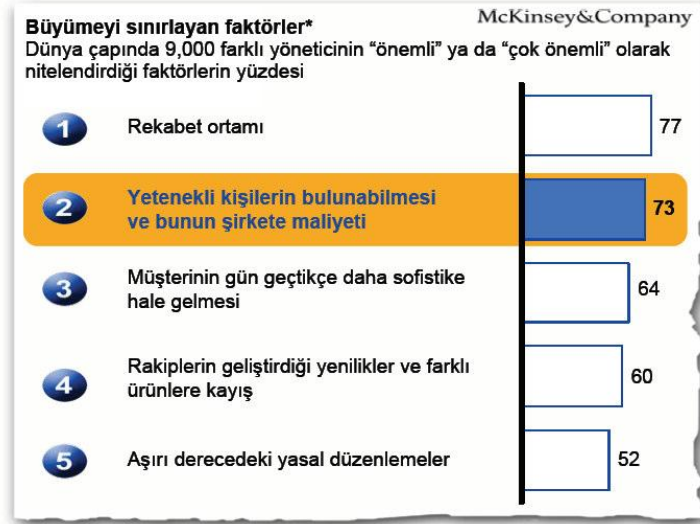 McKinsey&Company
Büyümeyi sınırlayan faktörler*
Dünya çapında 9,000 farklı yöneticinin “önemli” ya da “çok önemli” olarak
nitelendirdiği faktörlerin yüzdesi
1 Rekabet ortamı 77
2 Yetenekli kişilerin bulunabilmesi
ve bunun şirkete maliyeti 73
3 Müşterinin gün geçtikçe daha sofistike
hale gelmesi 64
4 Rakiplerin geliştirdiği yenilikler ve farklı
ürünlere kayış 60
5 Aşırı derecedeki yasal düzenlemeler 52